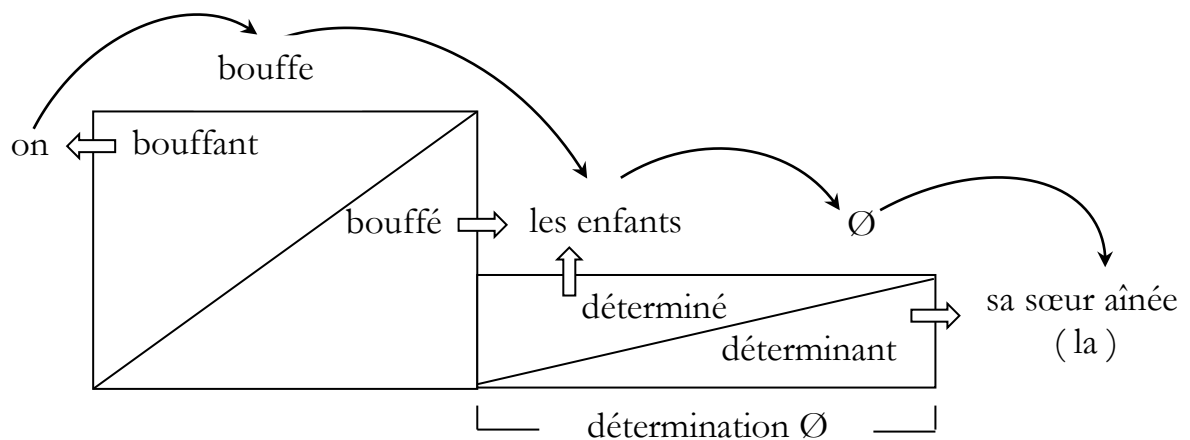 bouffe
on
bouffant
bouffé
les enfants
Ø
déterminé
déterminant
sa sœur aînée
( la )
détermination Ø